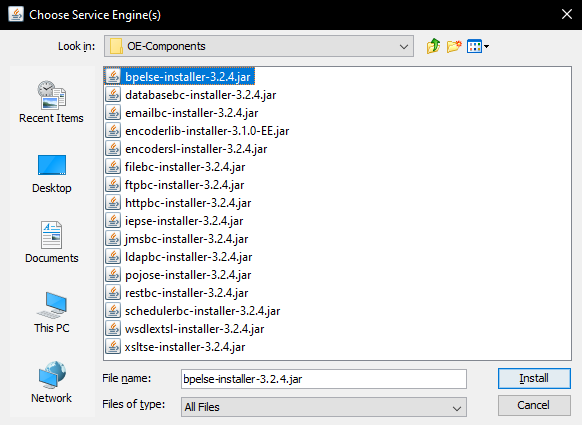 Choose Service Engine(s)
Look in: OE-Components
Recent Items
Desktop
Documents
This PC
Network
bpelse-installer-3.2.4.jar
databasebc-installer-3.2.4.jar
emailbc-installer-3.2.4.jar
encoderlib-installer-3.1.0-EE.jar
encodersl-installer-3.2.4.jar
filebc-installer-3.2.4.jar
ftpbc-installer-3.2.4.jar
httpbc-installer-3.2.4.jar
iepse-installer-3.2.4.jar
jmsbc-installer-3.2.4.jar
ldapbc-installer-3.2.4.jar
pojose-installer-3.2.4.jar
restbc-installer-3.2.4.jar
schedulerbc-installer-3.2.4.jar
wsdlextsl-installer-3.2.4.jar
xsltse-installer-3.2.4.jar
File name: bpelse-installer-3.2.4.jar Install
Files of type: All Files Cancel